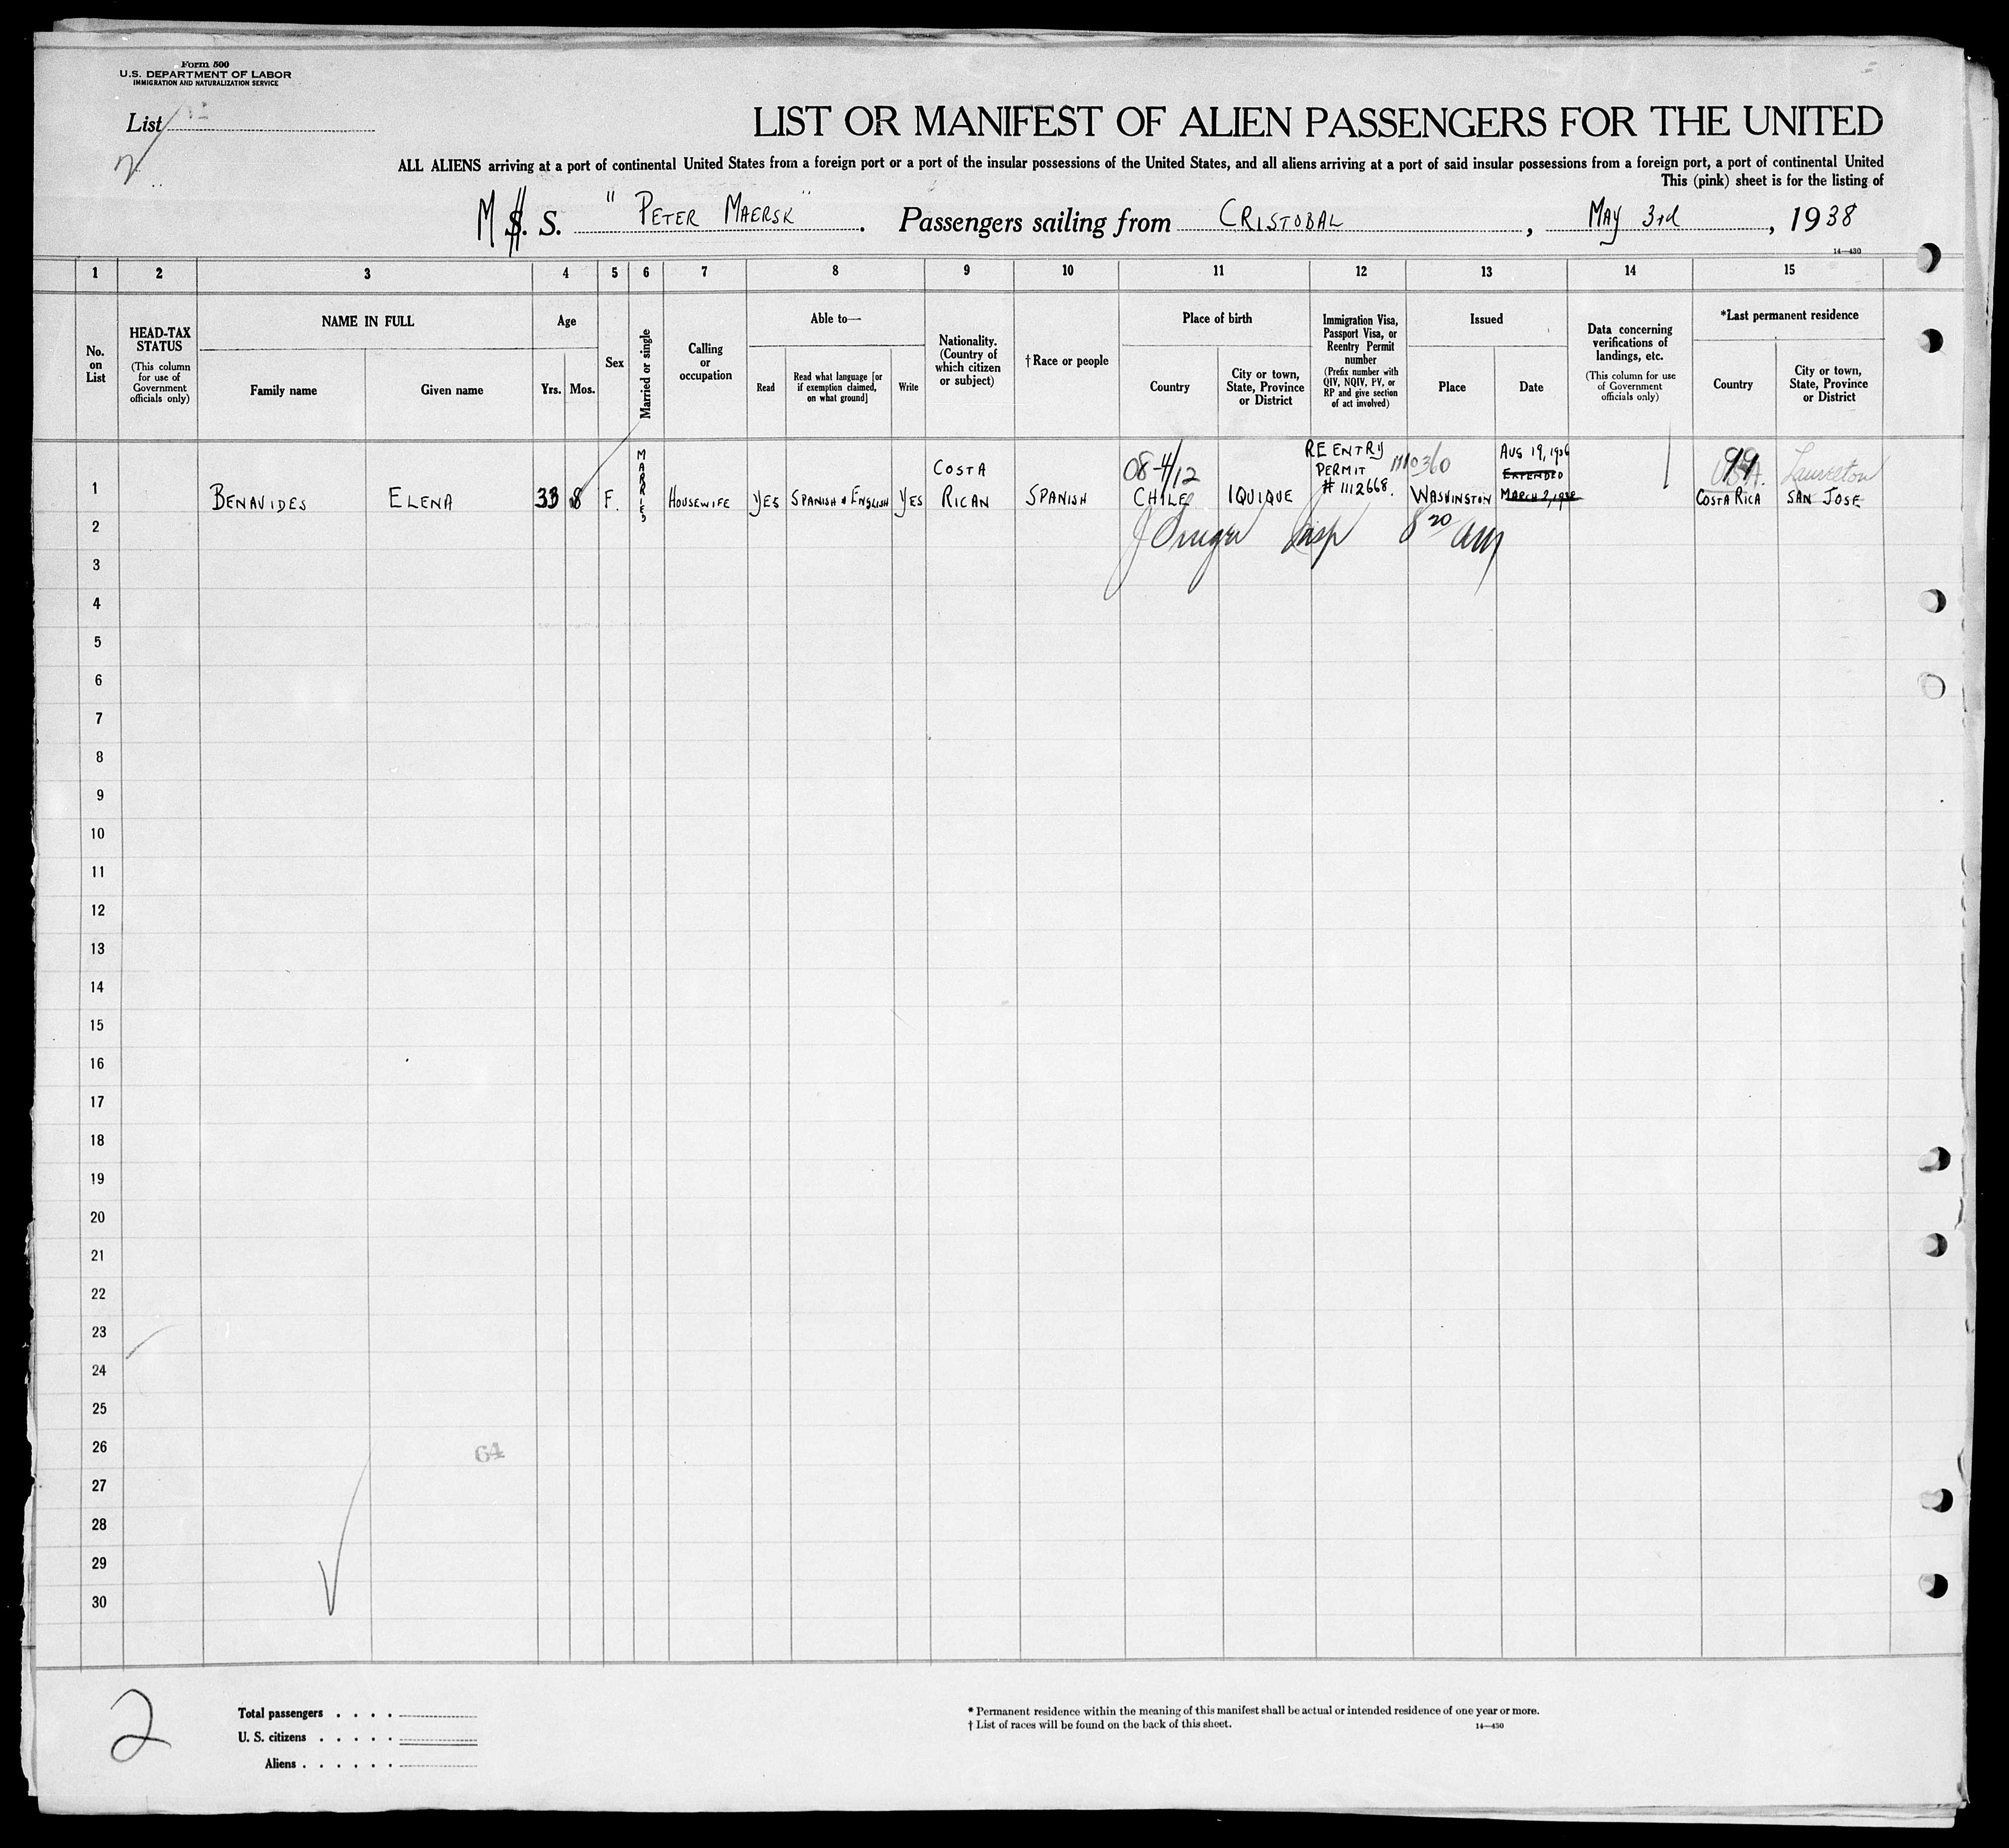 Form 500
U.S. DEPARTMENT OF LABOR
IMMIGRATION AND NATURALIZATION SERVICE
List
LIST OR MANIFEST OF ALIEN PASSENGERS FOR THE UNITED
ALL ALIENS arriving at a port of continental United States from a foreign port or a port of the insular possessions of the United States, and all aliens arriving at a port of said insular possessions from a foreign port, a port of continental United
This (pink) sheet is for the listing of
M S. S. "PETER MAERSK". Passengers sailing from CRISTOBAL, MAY 3rd, 1938
14—430
1 2 3 4 5 6 7 8 9 10 11 12 13 14 15
No. on List
HEAD-TAX STATUS
(This column for use of Government officials only)
NAME IN FULL
Family name
Given name
Age
Yrs. Mos.
Sex
Married or single
Calling or occupation
Able to—
Read
Read what language [or if exemption claimed, on what ground]
Write
Nationality. (Country of which citizen or subject)
† Race or people
Place of birth
Country
City or town, State, Province or District
Immigration Visa, Passport Visa, or Reentry Permit number
(Prefix number with QIV, NQIV, PV, or RP and give section of act involved)
Issued
Place
Date
Data concerning verifications of landings, etc.
(This column for use of Government officials only)
*Last permanent residence
Country
City or town, State, Province or District
1 BENAVIDES ELENA 33 8 F. MARRIED HOUSEWIFE YES SPANISH & ENGLISH YES COSTA RICAN SPANISH CHILE IQUIQUE REENTRY PERMIT # 1112668. WASHINGTON AUG 19, 1936 EXTENDED MARCH 2, 1938 COSTA RICA SAN JOSE
08-4/12
1110360
99
U.S.A.
8 20 am
2
3
4
5
6
7
8
9
10
11
12
13
14
15
16
17
18
19
20
21
22
23
24
25
26
64
27
28
29
30
2
Total passengers . . . .
U. S. citizens . . . . .
Aliens . . . . . .
* Permanent residence within the meaning of this manifest shall be actual or intended residence of one year or more.
† List of races will be found on the back of this sheet.
14—430